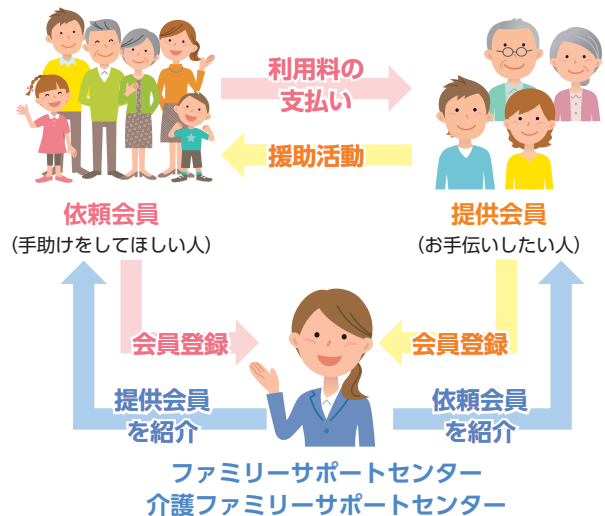 利用料の
支払い
援助活動
依頼会員
(手助けをしてほしい人)
提供会員
(お手伝いしたい人)
会員登録
会員登録
提供会員
を紹介
依頼会員
を紹介
ファミリーサポートセンター
介護ファミリーサポートセンター